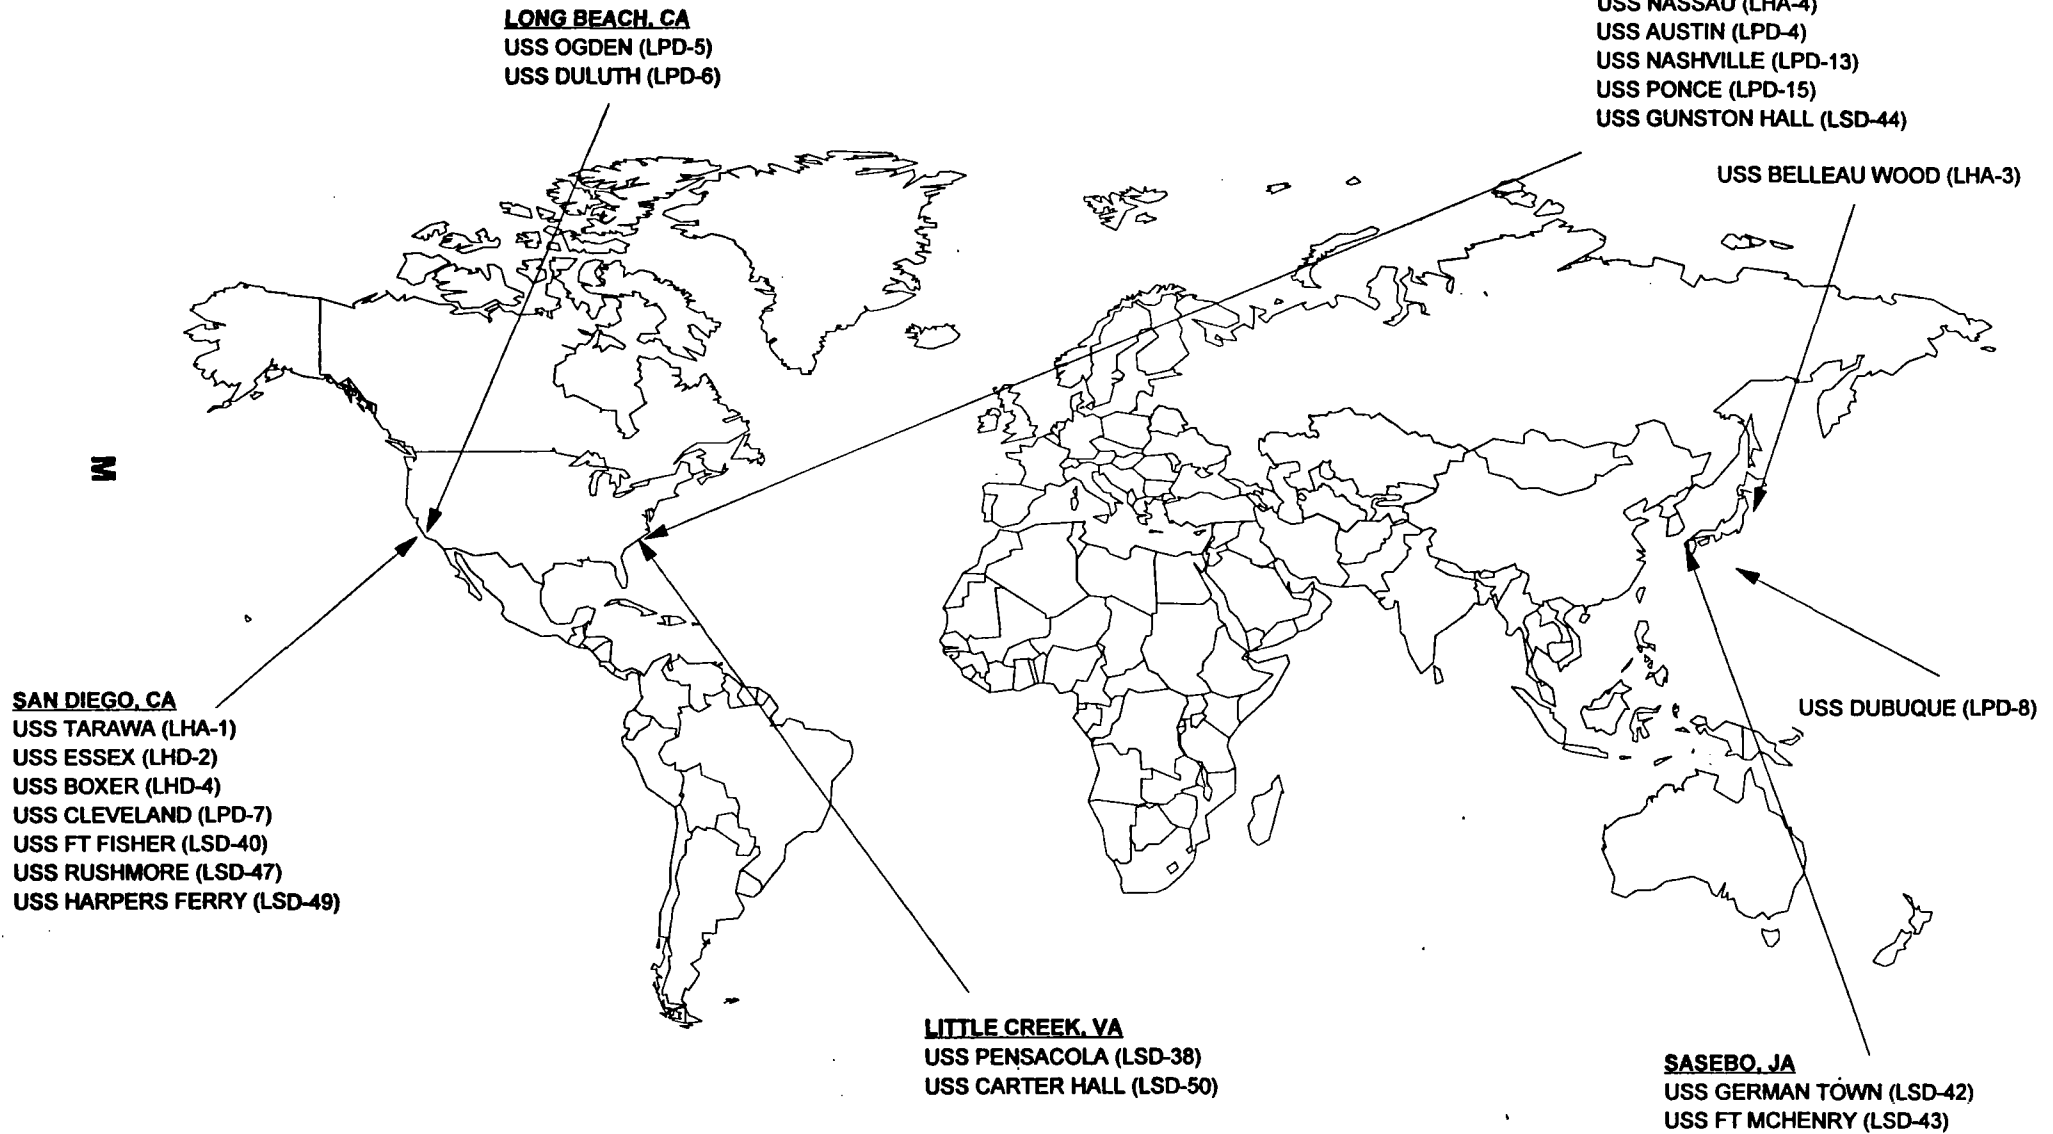 LONG BEACH, CA
USS OGDEN (LPD-5)
USS DULUTH (LPD-6)
USS NASSAU (LHA-4)
USS AUSTIN (LPD-4)
USS NASHVILLE (LPD-13)
USS PONCE (LPD-15)
USS GUNSTON HALL (LSD-44)
USS BELLEAU WOOD (LHA-3)
M
SAN DIEGO, CA
USS TARAWA (LHA-1)
USS ESSEX (LHD-2)
USS BOXER (LHD-4)
USS CLEVELAND (LPD-7)
USS FT FISHER (LSD-40)
USS RUSHMORE (LSD-47)
USS HARPERS FERRY (LSD-49)
USS DUBUQUE (LPD-8)
LITTLE CREEK, VA
USS PENSACOLA (LSD-38)
USS CARTER HALL (LSD-50)
SASEBO, JA
USS GERMAN TOWN (LSD-42)
USS FT MCHENRY (LSD-43)